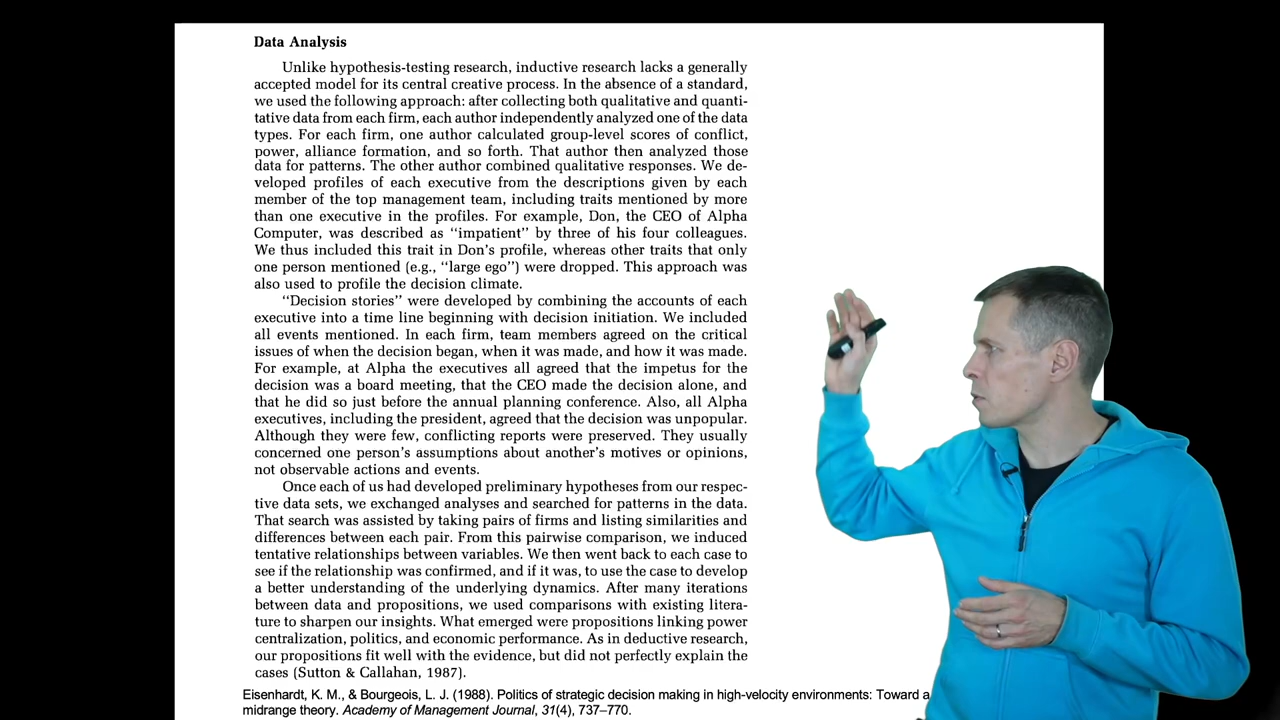 Data Analysis
Unlike hypothesis-testing research, inductive research lacks a generally
accepted model for its central creative process. In the absence of a standard,
we used the following approach: after collecting both qualitative and quanti-
tative data from each firm, each author independently analyzed one of the data
types. For each firm, one author calculated group-level scores of conflict,
power, alliance formation, and so forth. That author then analyzed those
data for patterns. The other author combined qualitative responses. We de-
veloped profiles of each executive from the descriptions given by each
member of the top management team, including traits mentioned by more
than one executive in the profiles. For example, Don, the CEO of Alpha
Computer, was described as “impatient” by three of his four colleagues.
We thus included this trait in Don’s profile, whereas other traits that only
one person mentioned (e.g., “large ego”) were dropped. This approach was
also used to profile the decision climate.
“Decision stories” were developed by combining the accounts of each
executive into a time line beginning with decision initiation. We included
all events mentioned. In each firm, team members agreed on the critical
issues of when the decision began, when it was made, and how it was made.
For example, at Alpha the executives all agreed that the impetus for the
decision was a board meeting, that the CEO made the decision alone, and
that he did so just before the annual planning conference. Also, all Alpha
executives, including the president, agreed that the decision was unpopular.
Although they were few, conflicting reports were preserved. They usually
concerned one person’s assumptions about another’s motives or opinions,
not observable actions and events.
Once each of us had developed preliminary hypotheses from our respec-
tive data sets, we exchanged analyses and searched for patterns in the data.
That search was assisted by taking pairs of firms and listing similarities and
differences between each pair. From this pairwise comparison, we induced
tentative relationships between variables. We then went back to each case to
see if the relationship was confirmed, and if it was, to use the case to develop
a better understanding of the underlying dynamics. After many iterations
between data and propositions, we used comparisons with existing litera-
ture to sharpen our insights. What emerged were propositions linking power
centralization, politics, and economic performance. As in deductive research,
our propositions fit well with the evidence, but did not perfectly explain the
cases (Sutton & Callahan, 1987).
Eisenhardt, K. M., & Bourgeois, L. J. (1988). Politics of strategic decision making in high-velocity environments: Toward a
midrange theory. Academy of Management Journal, 31(4), 737–770.